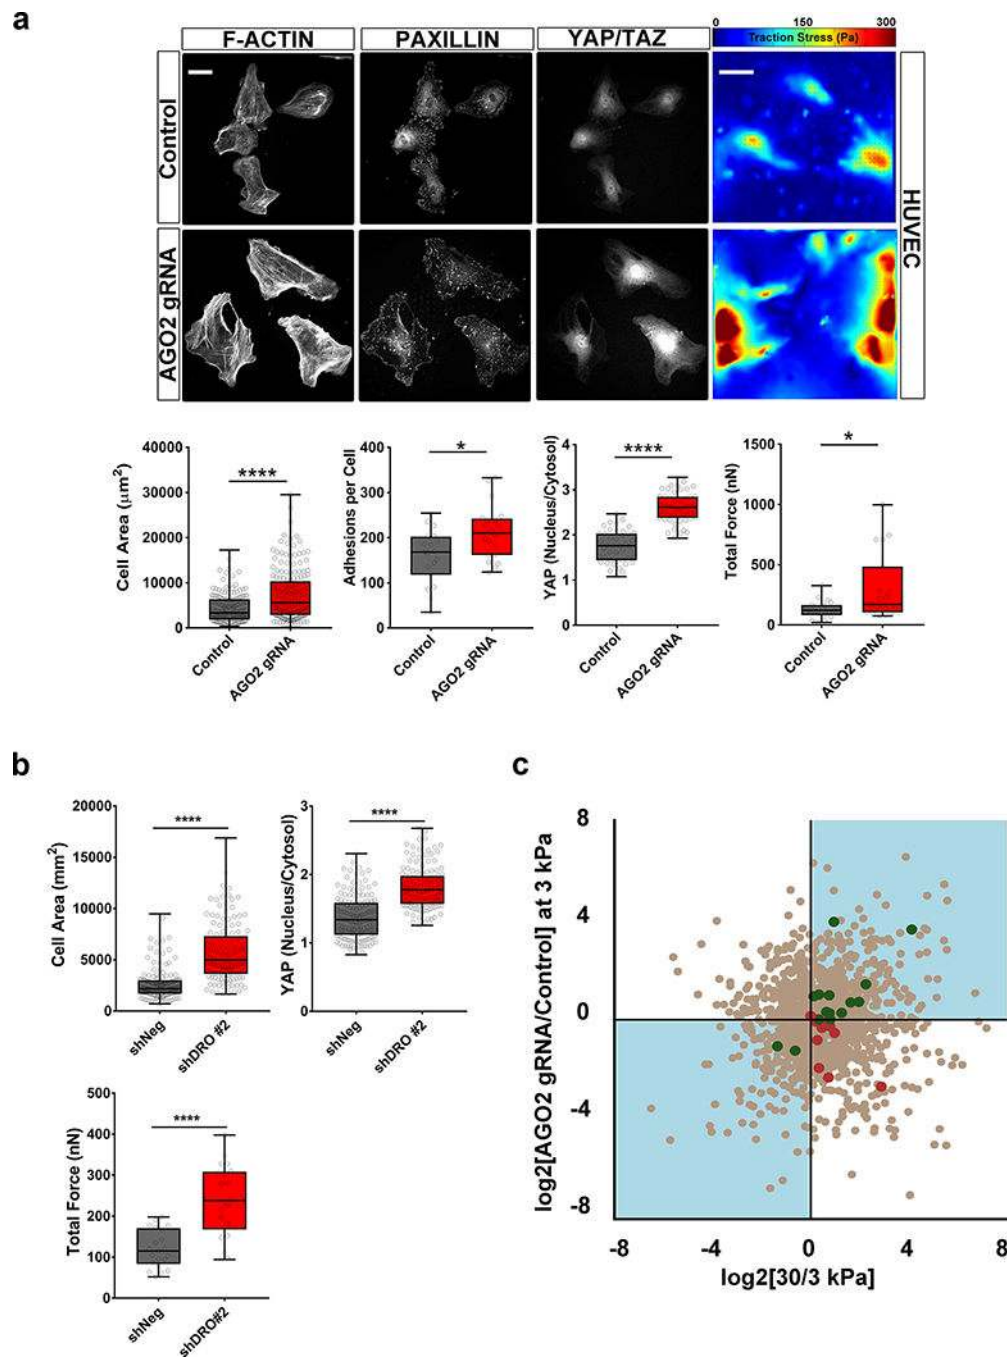 a
F-ACTIN PAXILLIN YAP/TAZ
0 150 300
Traction Stress (Pa)
Control
AGO2 gRNA
HUVEC
Cell Area (μm²)
40000
30000
20000
10000
0
****
Control
AGO2 gRNA
Adhesions per Cell
400
300
200
100
0
*
Control
AGO2 gRNA
YAP (Nucleus/Cytosol)
4
3
2
1
0
****
Control
AGO2 gRNA
Total Force (nN)
1500
1000
500
0
*
Control
AGO2 gRNA
b
Cell Area (mm²)
20000
15000
10000
5000
0
****
shNeg
shDRO #2
YAP (Nucleus/Cytosol)
3
2
1
0
****
shNeg
shDRO #2
Total Force (nN)
500
400
300
200
100
0
****
shNeg
shDRO#2
c
log2[AGO2 gRNA/Control] at 3 kPa
8
4
0
-4
-8
-8 -4 0 4 8
log2[30/3 kPa]